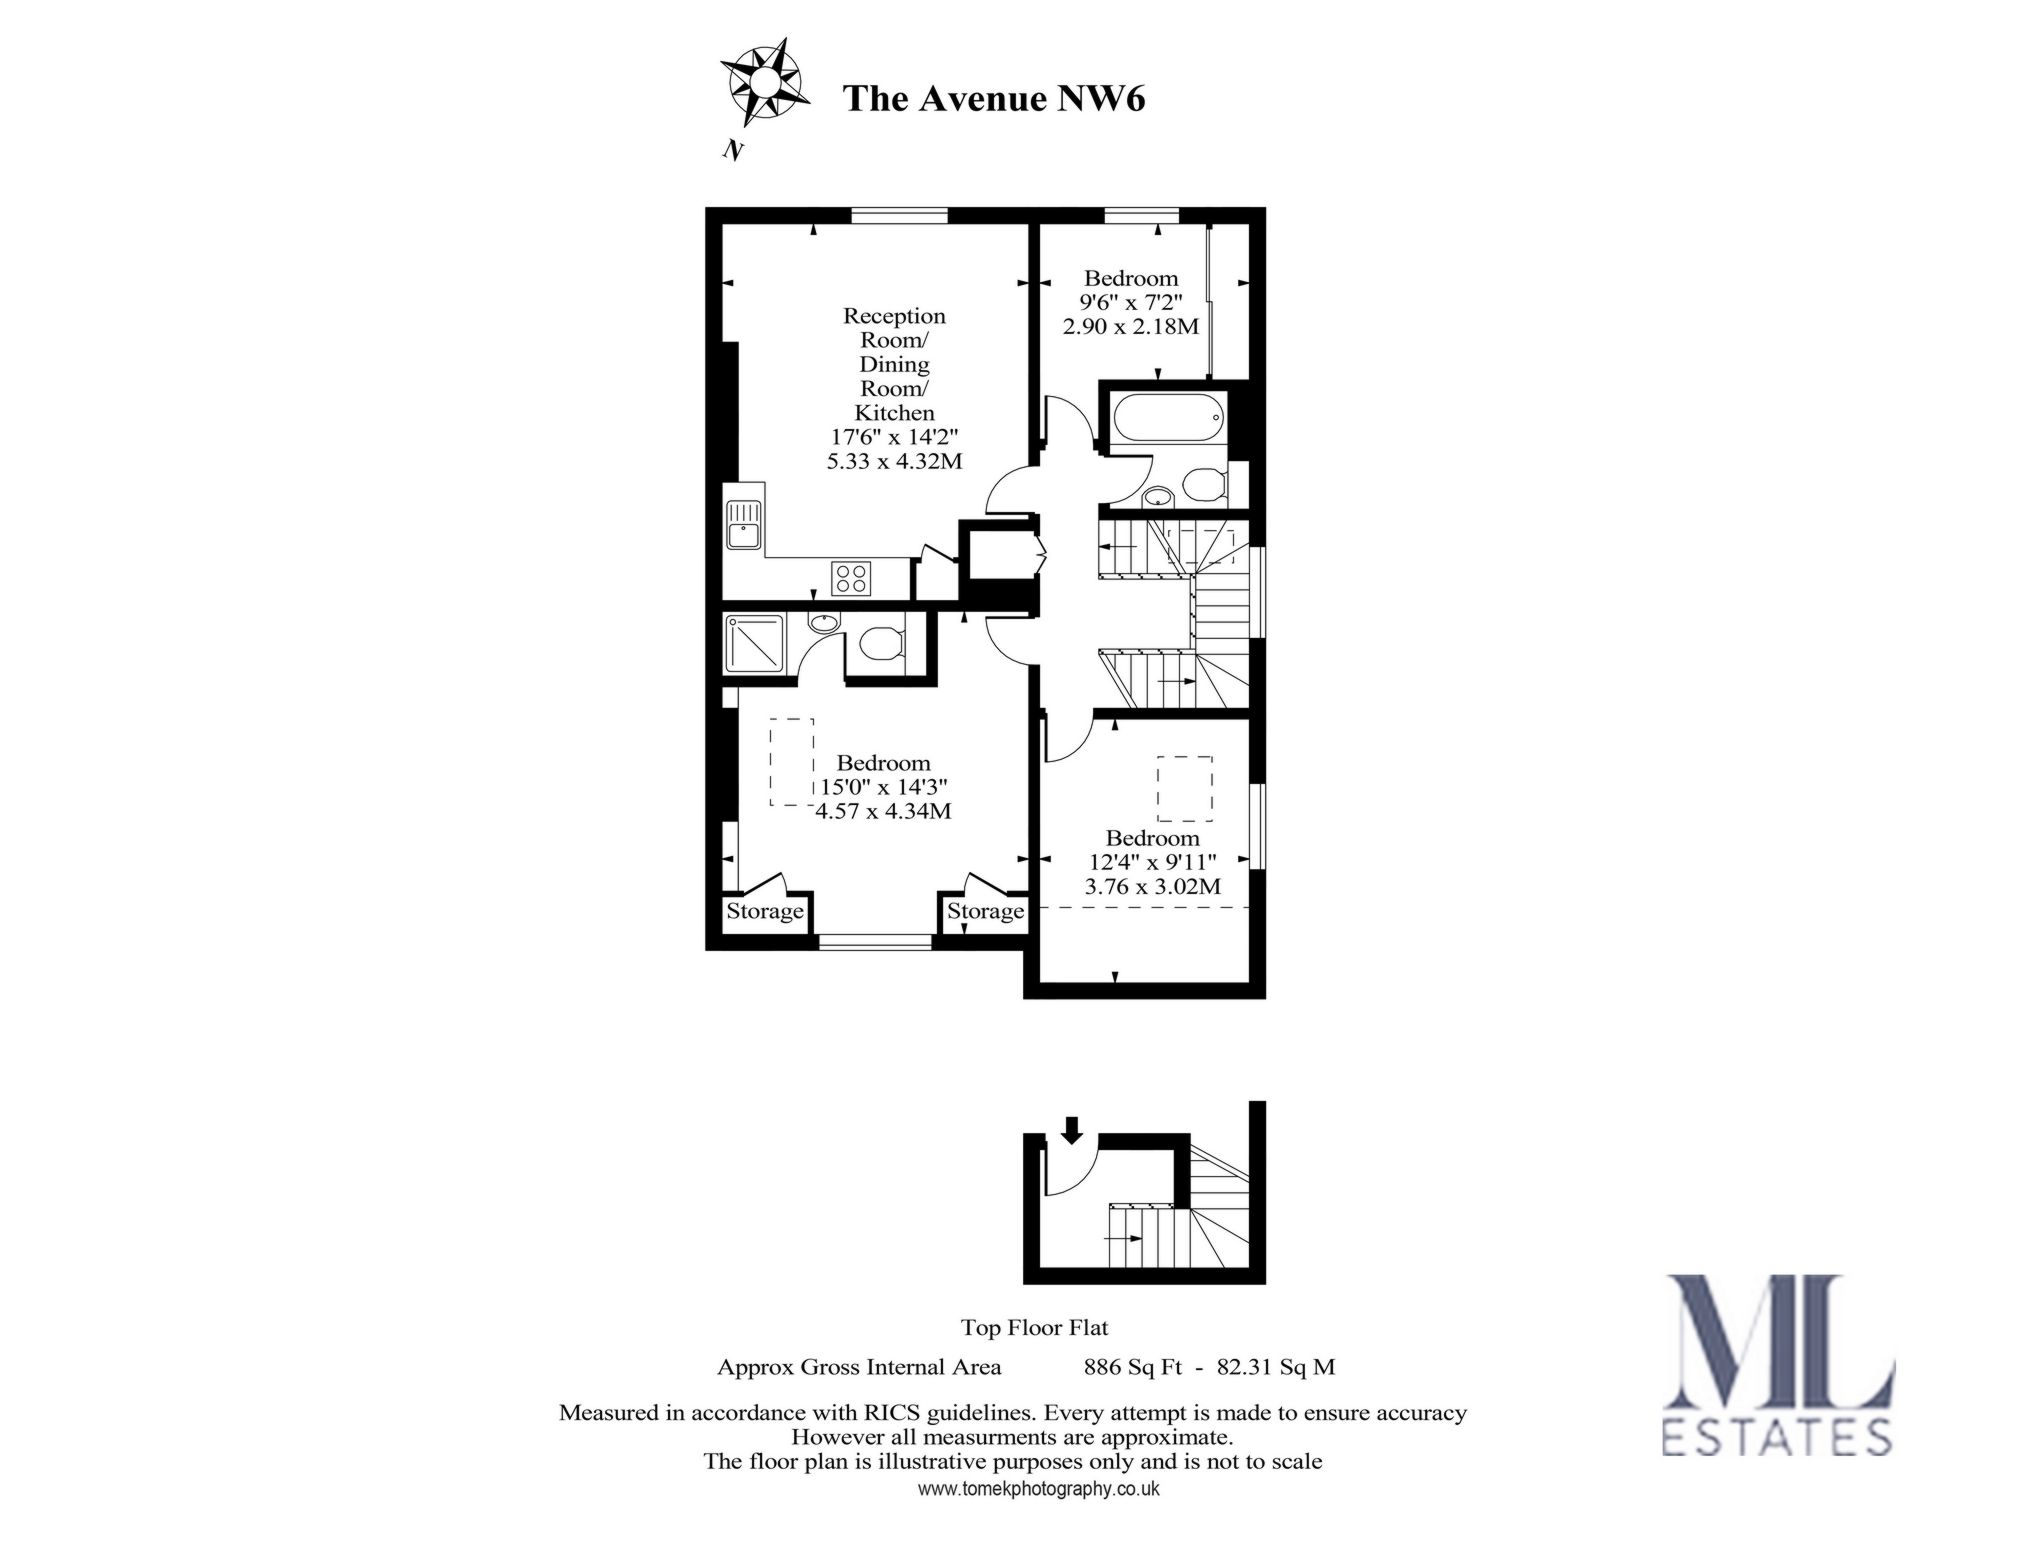 The Avenue NW6
N
Reception
Room/
Dining
Room/
Kitchen
17'6" x 14'2"
5.33 x 4.32M
Bedroom
9'6" x 7'2"
2.90 x 2.18M
Bedroom
15'0" x 14'3"
4.57 x 4.34M
Storage
Storage
Bedroom
12'4" x 9'11"
3.76 x 3.02M
Top Floor Flat
Approx Gross Internal Area 886 Sq Ft - 82.31 Sq M
Measured in accordance with RICS guidelines. Every attempt is made to ensure accuracy
However all measurments are approximate.
The floor plan is illustrative purposes only and is not to scale
www.tomekphotography.co.uk
ML
ESTATES